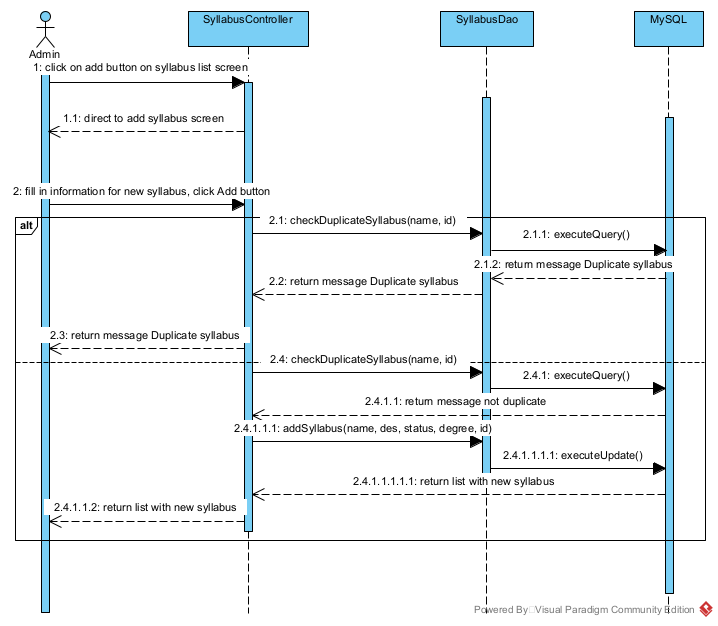 SyllabusController
SyllabusDao
MySQL
Admin
1: click on add button on syllabus list screen
1.1: direct to add syllabus screen
2: fill in information for new syllabus, click Add button
alt
2.1: checkDuplicateSyllabus(name, id)
2.1.1: executeQuery()
2.1.2: return message Duplicate syllabus
2.2: return message Duplicate syllabus
2.3: return message Duplicate syllabus
2.4: checkDuplicateSyllabus(name, id)
2.4.1: executeQuery()
2.4.1.1: return message not duplicate
2.4.1.1.1: addSyllabus(name, des, status, degree, id)
2.4.1.1.1.1: executeUpdate()
2.4.1.1.1.1.1: return list with new syllabus
2.4.1.1.2: return list with new syllabus
Powered By Visual Paradigm Community Edition